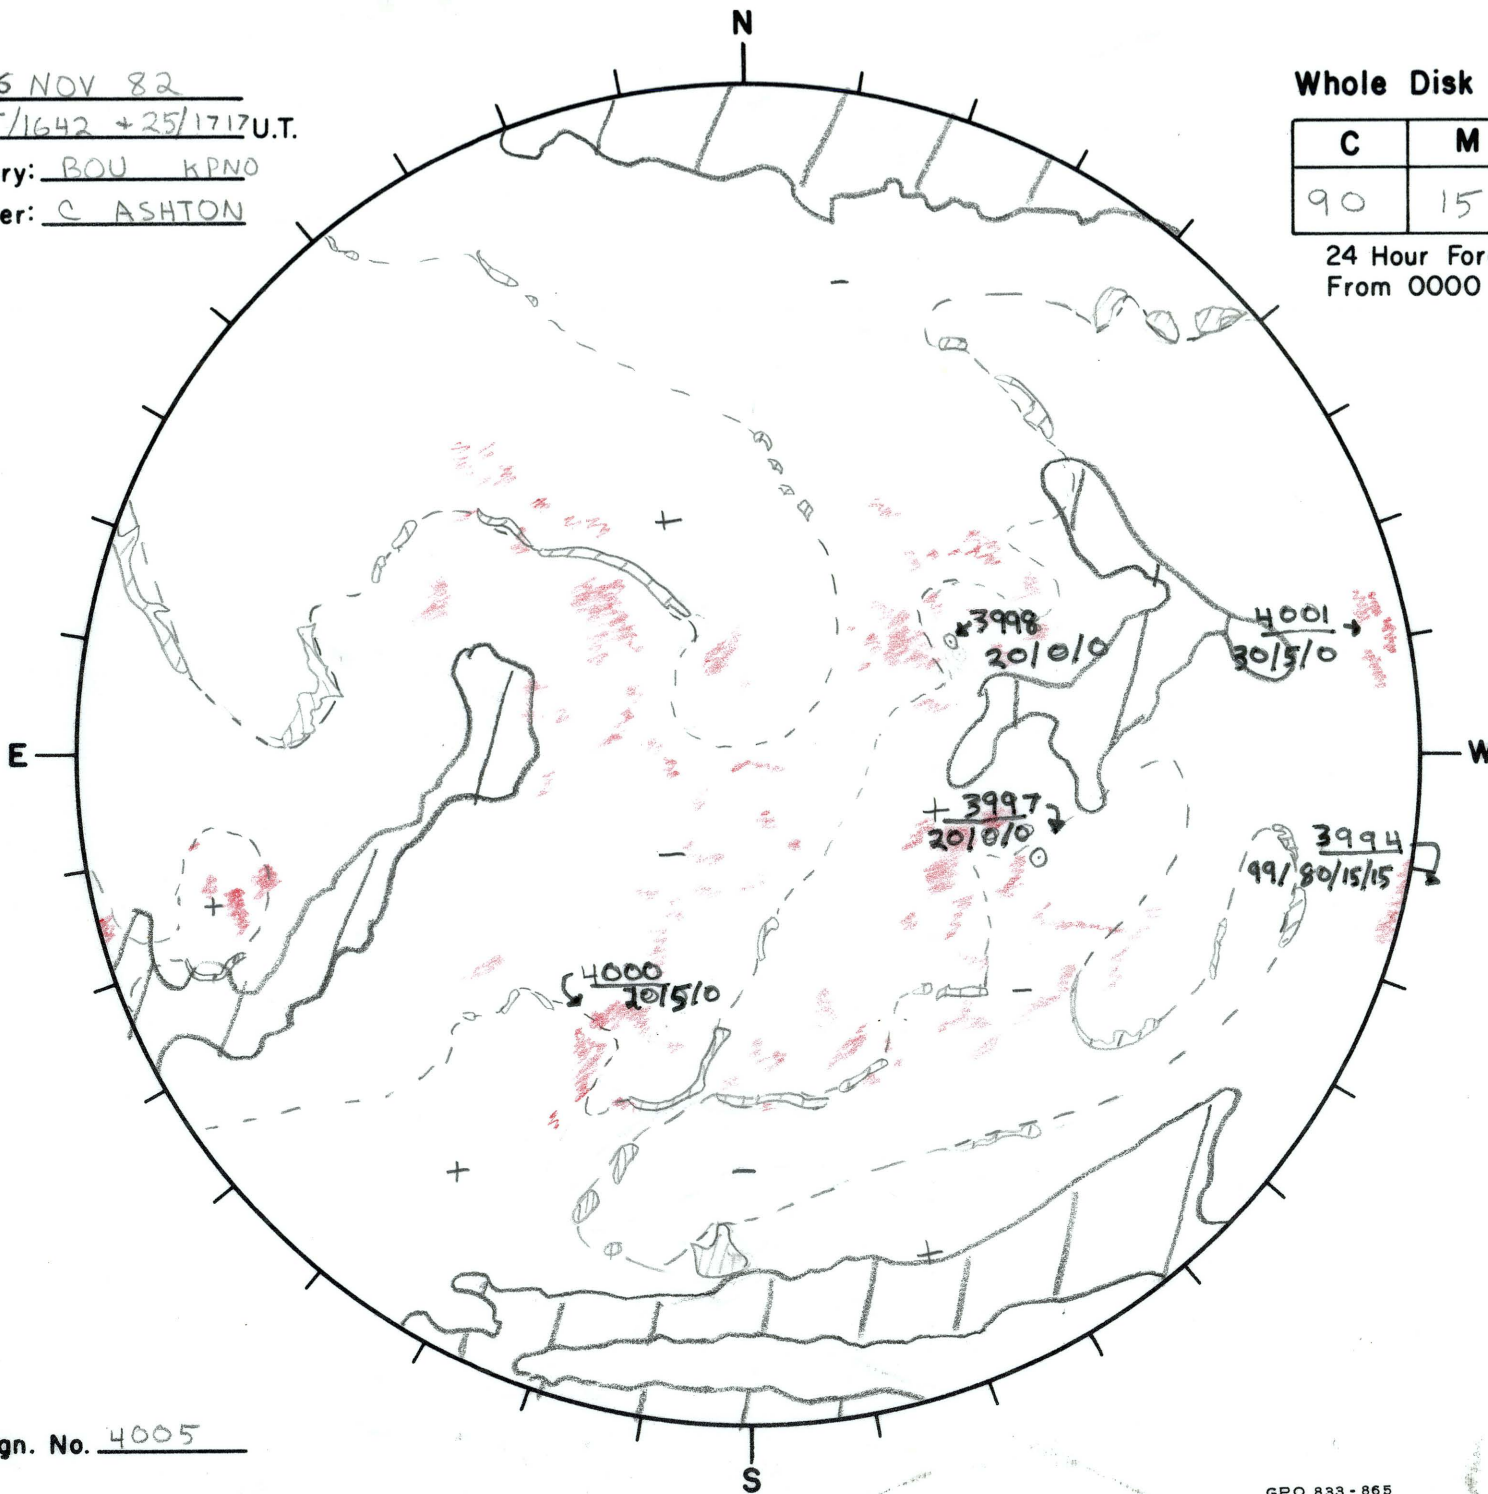 N
NOV 82
/1642 + 25/1717 U.T.
ry: BOU KPNO
er: C ASHTON
Whole Disk
C M
90 15
24 Hour For
From 0000
3998
20/0/0
4001
30/5/0
E
W
+ 3997
20/0/0
3994
99/80/15/15
4000
20/5/0
gn. No. 4005
S
GPO 833-865